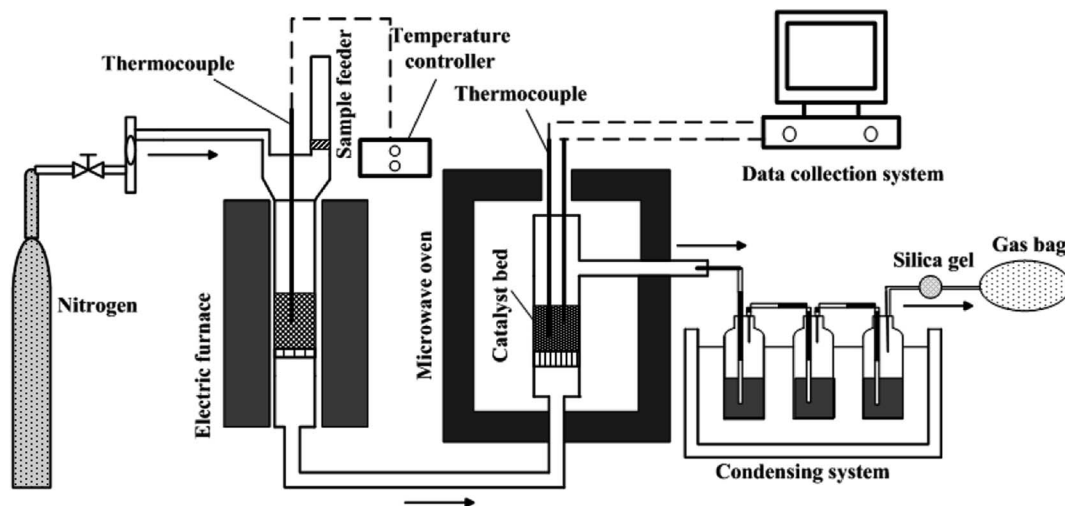 Thermocouple
Sample feeder
Temperature
controller
Thermocouple
Data collection system
Nitrogen
Electric furnace
Microwave oven
Catalyst bed
Silica gel
Gas bag
Condensing system